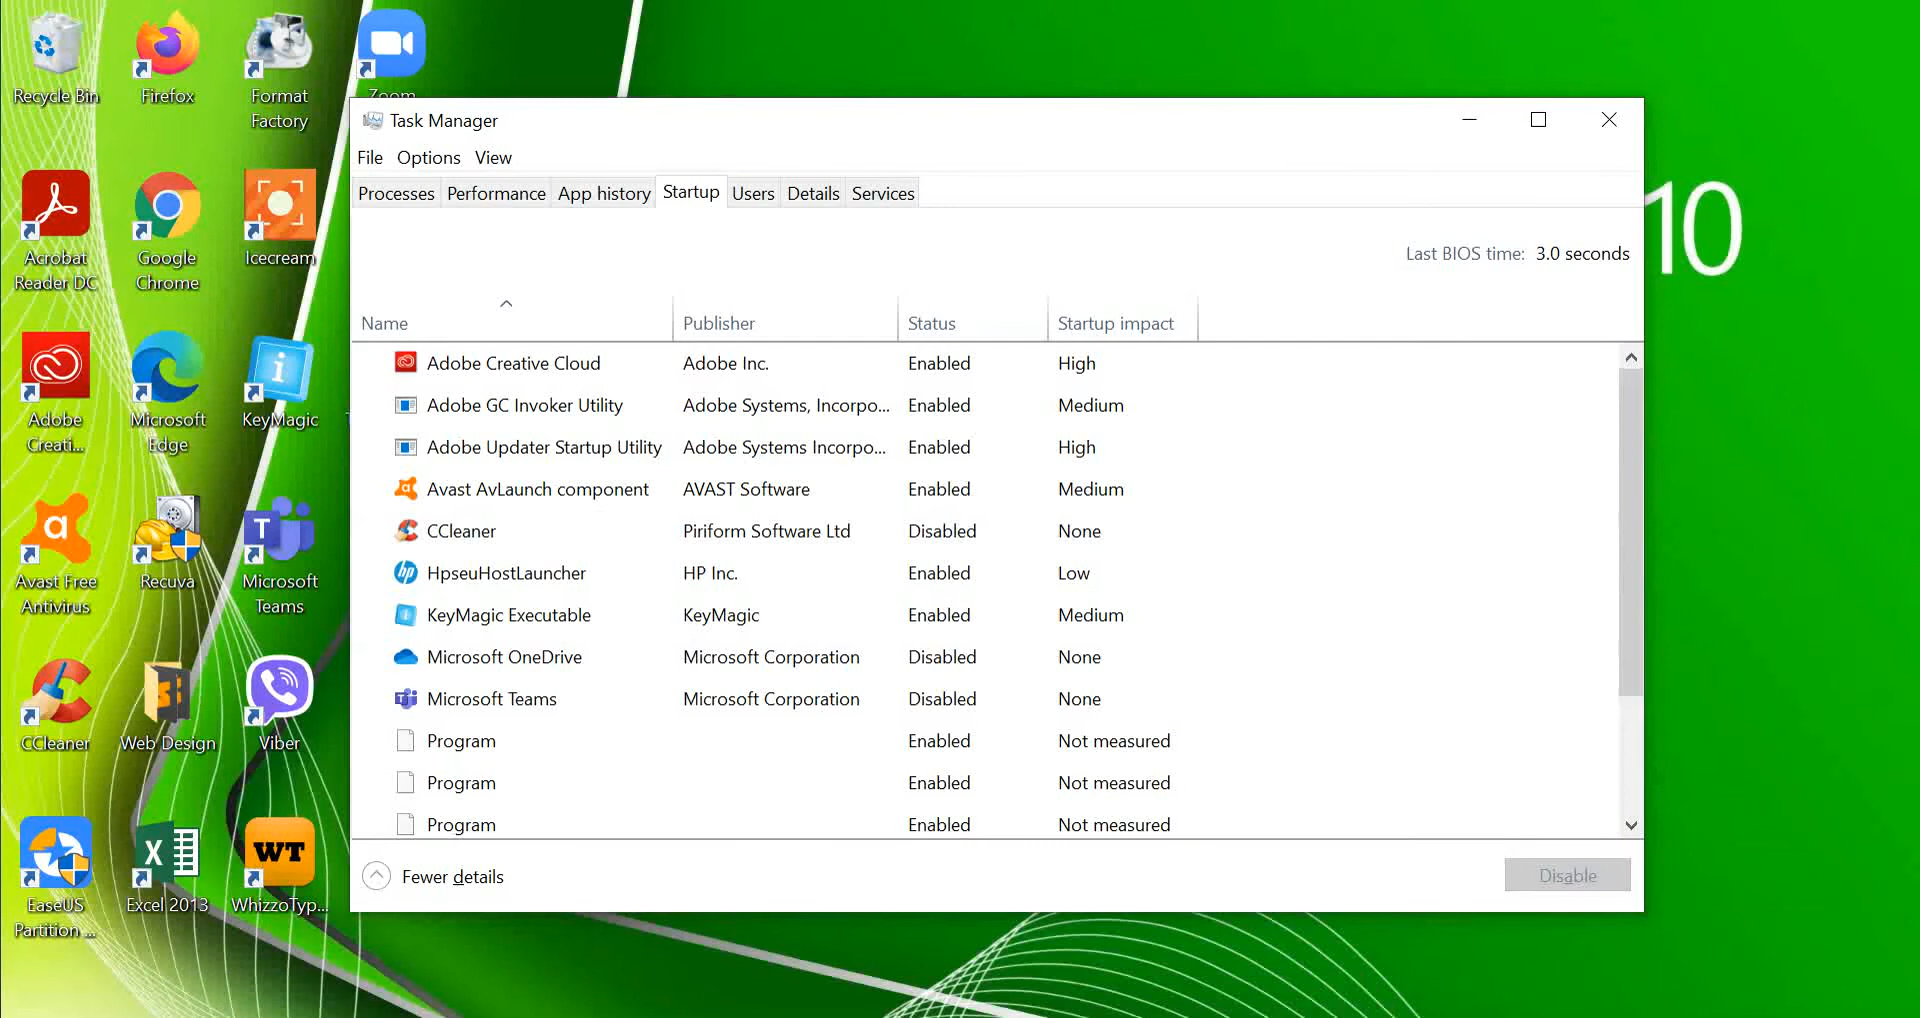 Recycle Bin
Firefox
Format
Factory
Zoom
Acrobat
Reader DC
Google
Chrome
Icecream
Adobe
Creati...
Microsoft
Edge
KeyMagic
Avast Free
Antivirus
Recuva
Microsoft
Teams
CCleaner
Web Design
Viber
EaseUS
Partition ...
Excel 2013
WT
WhizzoTyp...
10
Task Manager
File Options View
Processes Performance App history Startup Users Details Services
Last BIOS time: 3.0 seconds
Name Publisher Status Startup impact
Adobe Creative Cloud Adobe Inc. Enabled High
Adobe GC Invoker Utility Adobe Systems, Incorpo... Enabled Medium
Adobe Updater Startup Utility Adobe Systems Incorpo... Enabled High
Avast AvLaunch component AVAST Software Enabled Medium
CCleaner Piriform Software Ltd Disabled None
HpseuHostLauncher HP Inc. Enabled Low
KeyMagic Executable KeyMagic Enabled Medium
Microsoft OneDrive Microsoft Corporation Disabled None
Microsoft Teams Microsoft Corporation Disabled None
Program Enabled Not measured
Program Enabled Not measured
Program Enabled Not measured
Fewer details
Disable